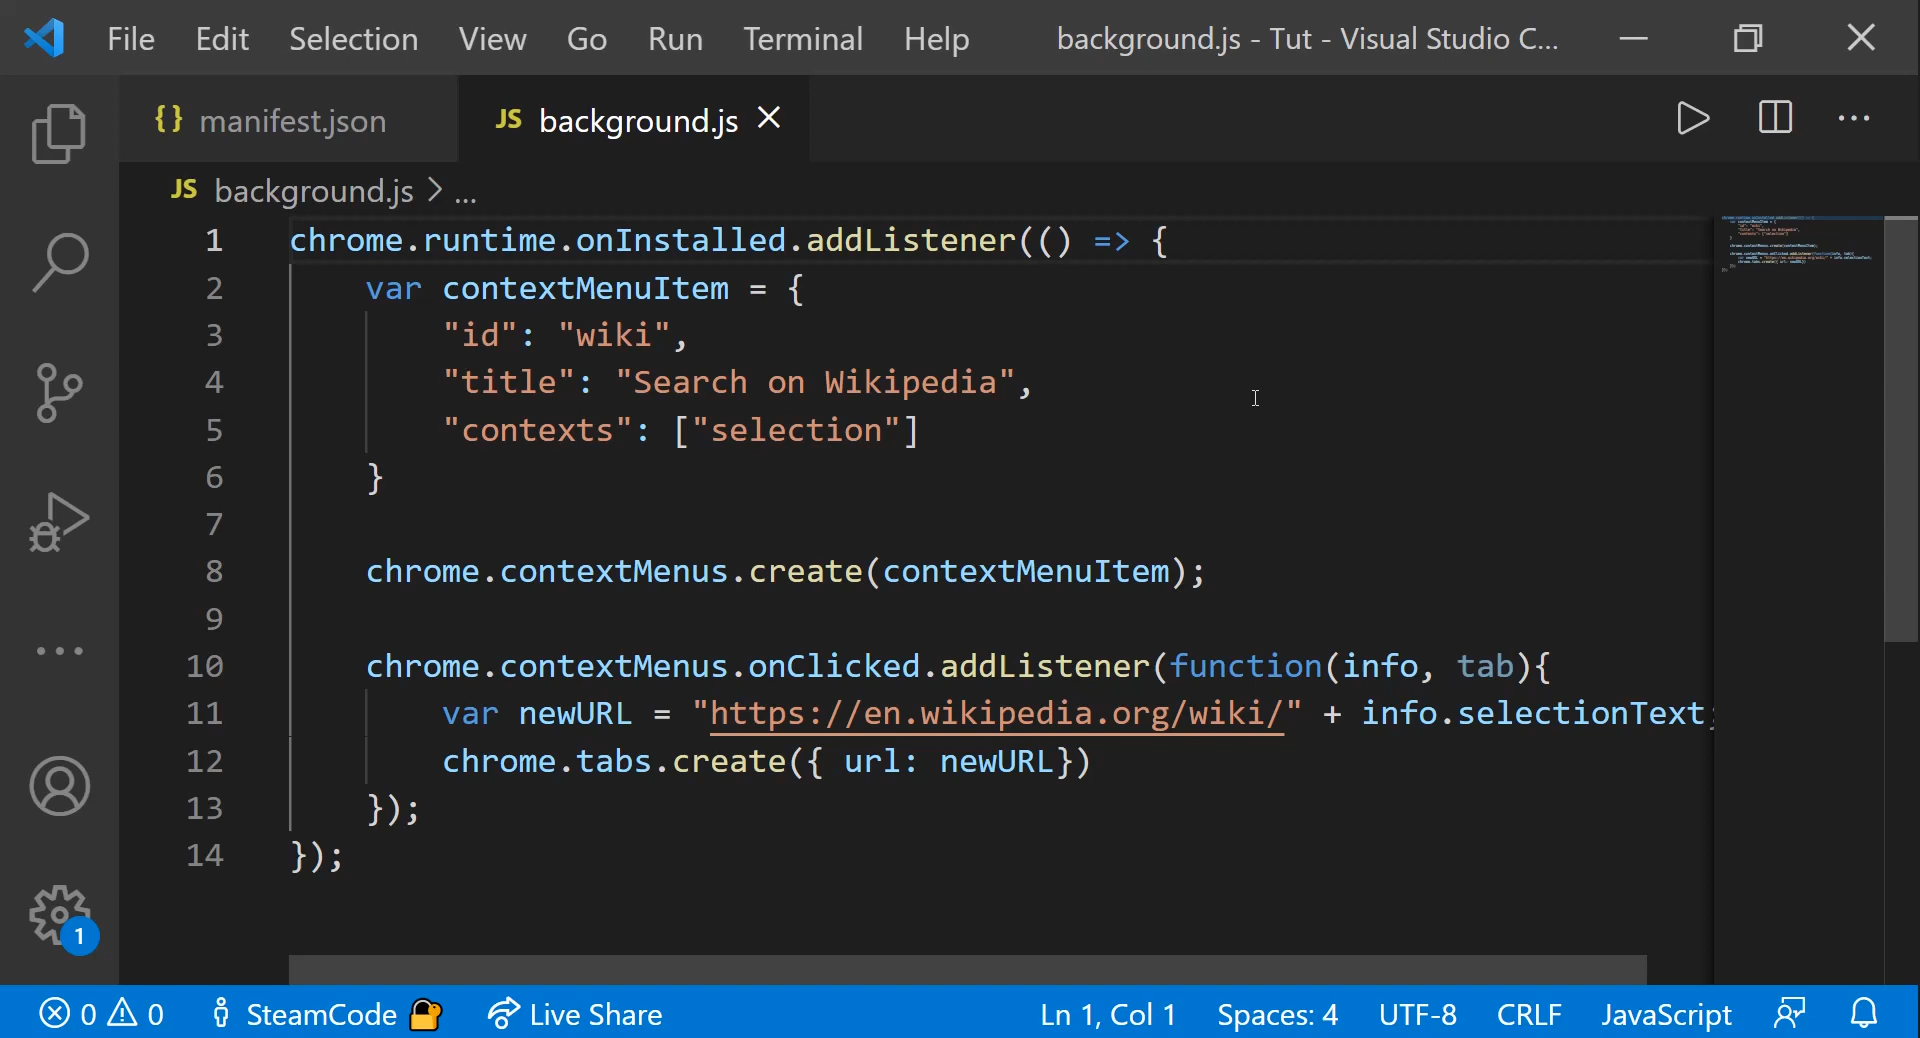 File Edit Selection View Go Run Terminal Help background.js - Tut - Visual Studio C...
{} manifest.json JS background.js
JS background.js > ...
1 chrome.runtime.onInstalled.addListener(() => {
2 var contextMenuItem = {
3 "id": "wiki",
4 "title": "Search on Wikipedia",
5 "contexts": ["selection"]
6 }
7
8 chrome.contextMenus.create(contextMenuItem);
9
10 chrome.contextMenus.onClicked.addListener(function(info, tab){
11 var newURL = "https://en.wikipedia.org/wiki/" + info.selectionText;
12 chrome.tabs.create({ url: newURL})
13 });
14 });
1
0 0 SteamCode Live Share Ln 1, Col 1 Spaces: 4 UTF-8 CRLF JavaScript